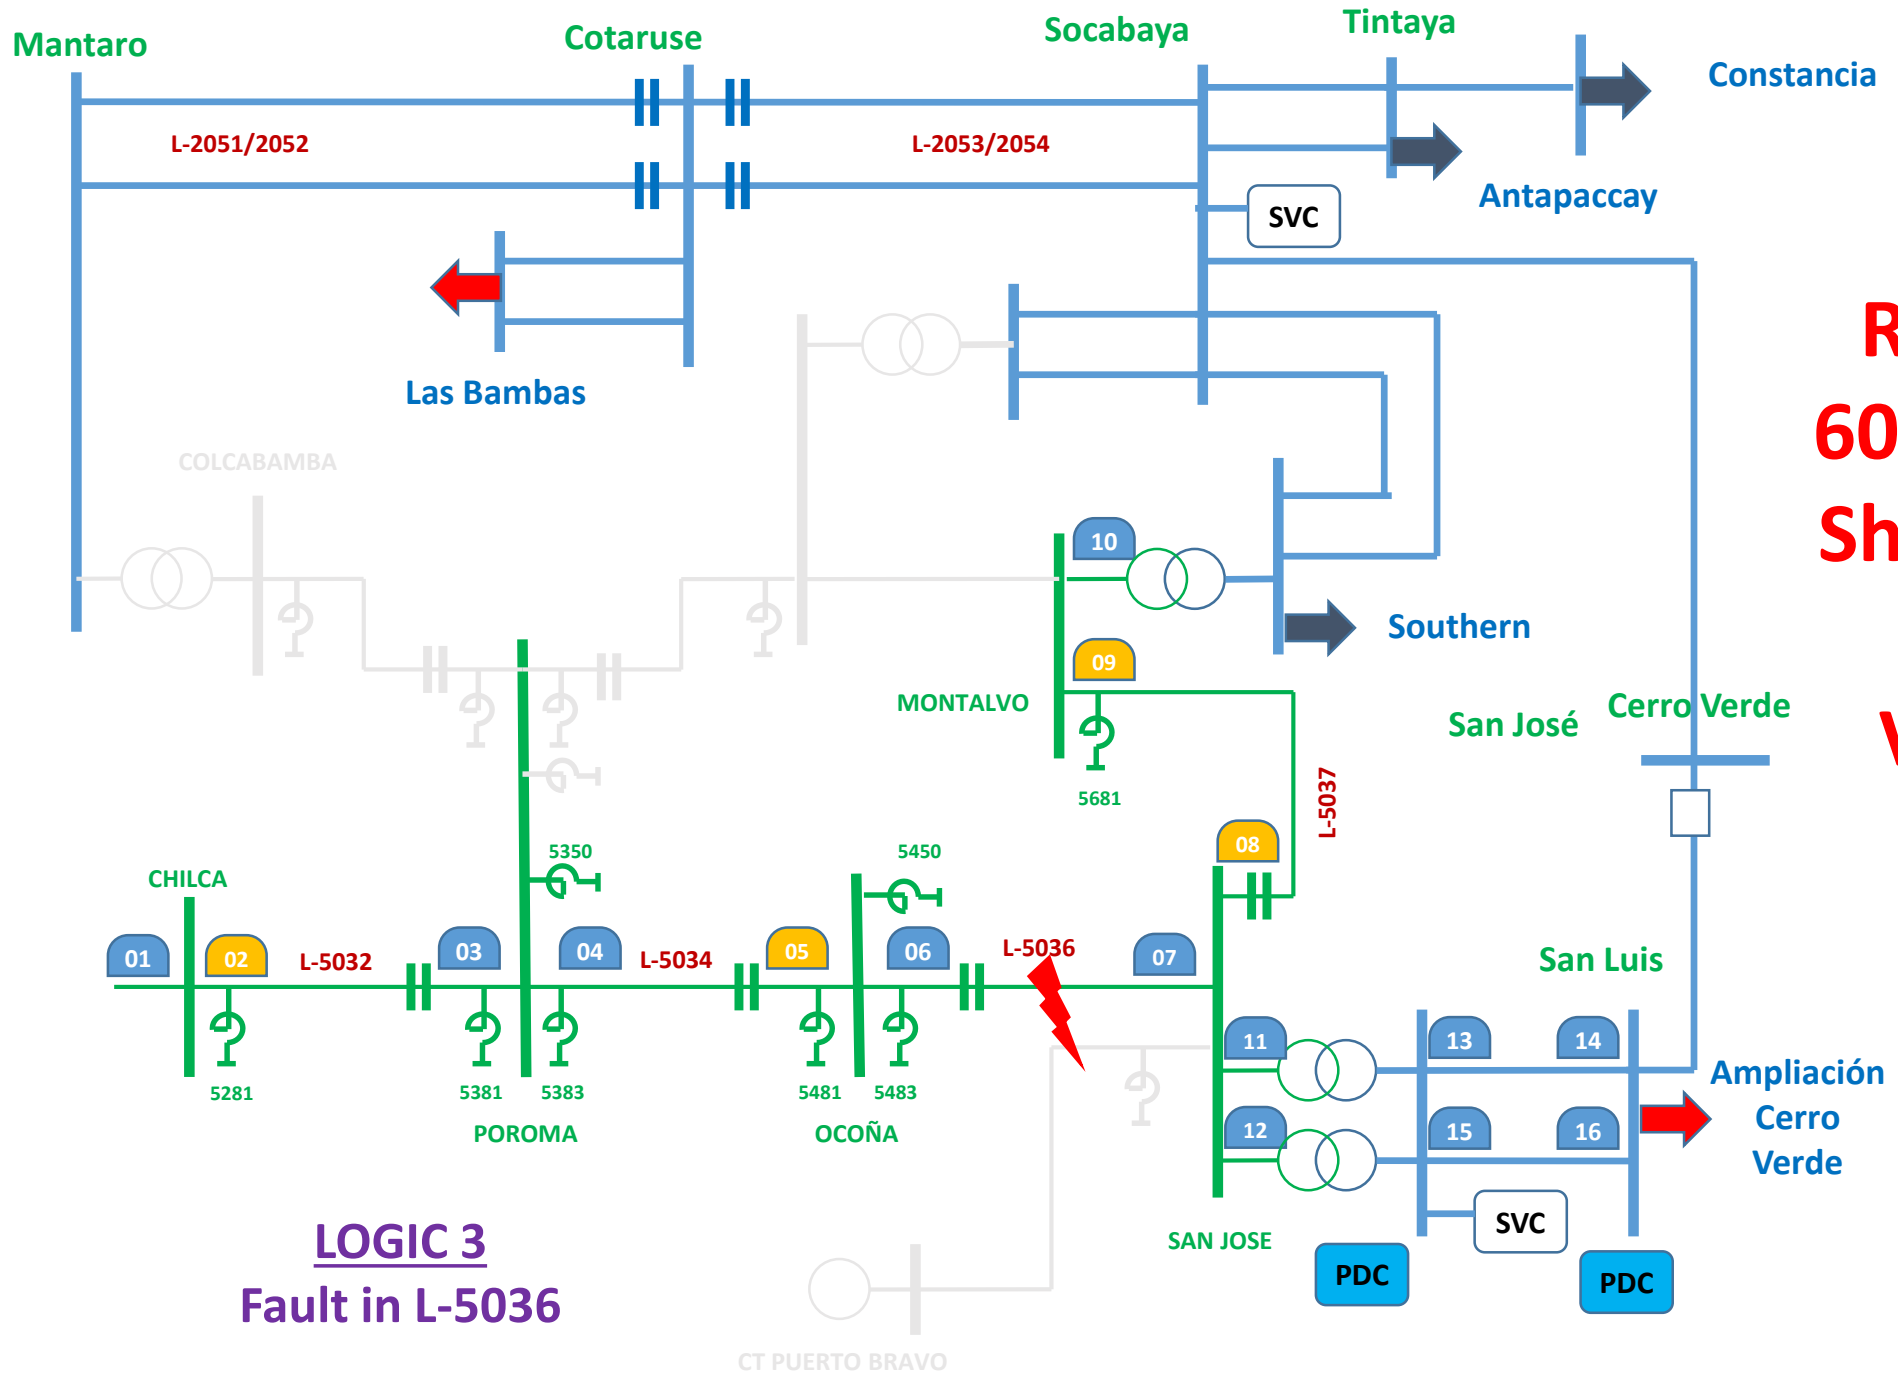 Mantaro
Cotaruse
Socabaya
Tintaya
Constancia
L-2051/2052
L-2053/2054
Antapaccay
SVC
Las Bambas
R
60
Sh
V
COLCABAMBA
10
Southern
09
MONTALVO
San José
Cerro Verde
5681
L-5037
08
5350
5450
CHILCA
01
02
L-5032
03
04
L-5034
05
06
L-5036
07
San Luis
11
13
14
5281
5381
5383
5481
5483
Ampliación
Cerro
Verde
POROMA
OCOÑA
12
15
16
SAN JOSE
SVC
PDC
PDC
LOGIC 3
Fault in L-5036
CT PUERTO BRAVO